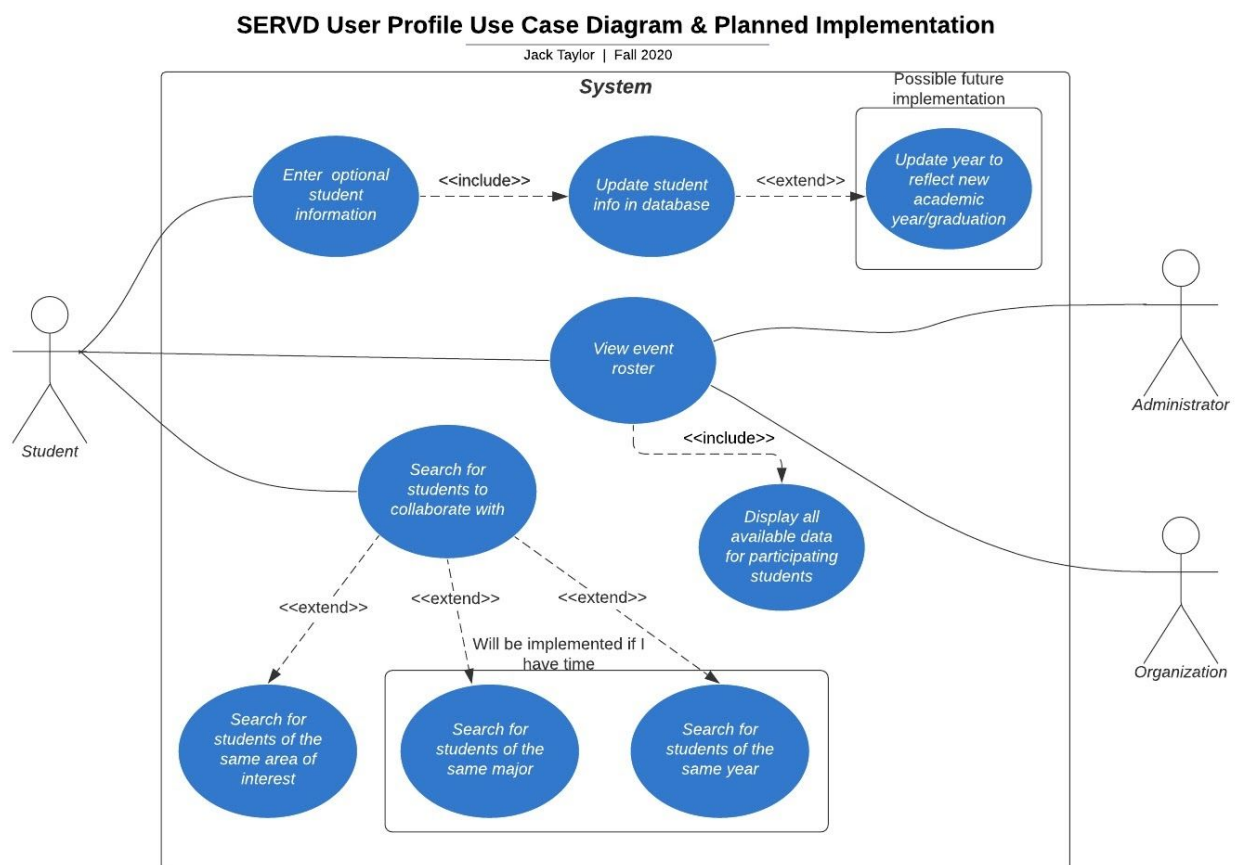 SERVD User Profile Use Case Diagram & Planned Implementation
Jack Taylor | Fall 2020
System
Possible future
implementation
Enter optional
student
information
<<include>>
Update student
info in database
<<extend>>
Update year to
reflect new
academic
year/graduation
Student
View event
roster
Administrator
<<include>>
Search for
students to
collaborate with
Display all
available data
for participating
students
Organization
<<extend>>
<<extend>>
<<extend>>
Will be implemented if I
have time
Search for
students of the
same area of
interest
Search for
students of the
same major
Search for
students of the
same year